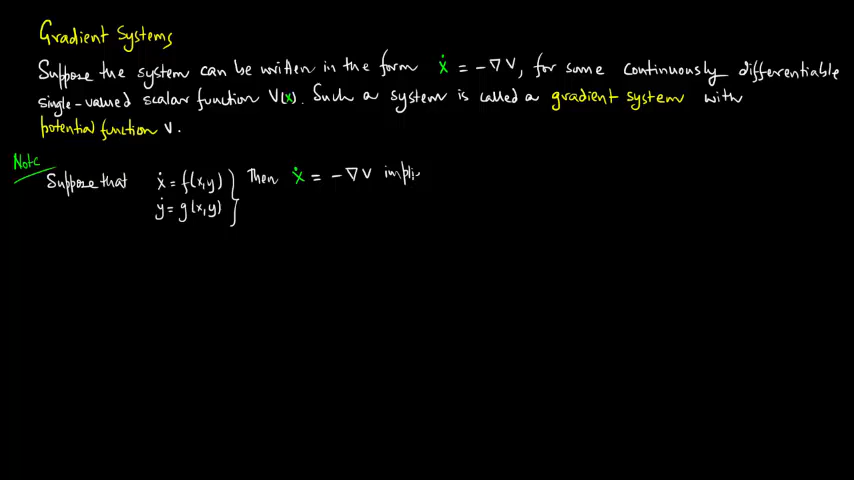 Gradient Systems
Suppose the system can be written in the form ẋ = -∇V, for some continuously differentiable
single-valued scalar function V(x). Such a system is called a gradient system with
potential function V.
Note
Suppose that ẋ = f(x,y) } Then ẋ = -∇V impli
ẏ = g(x,y)